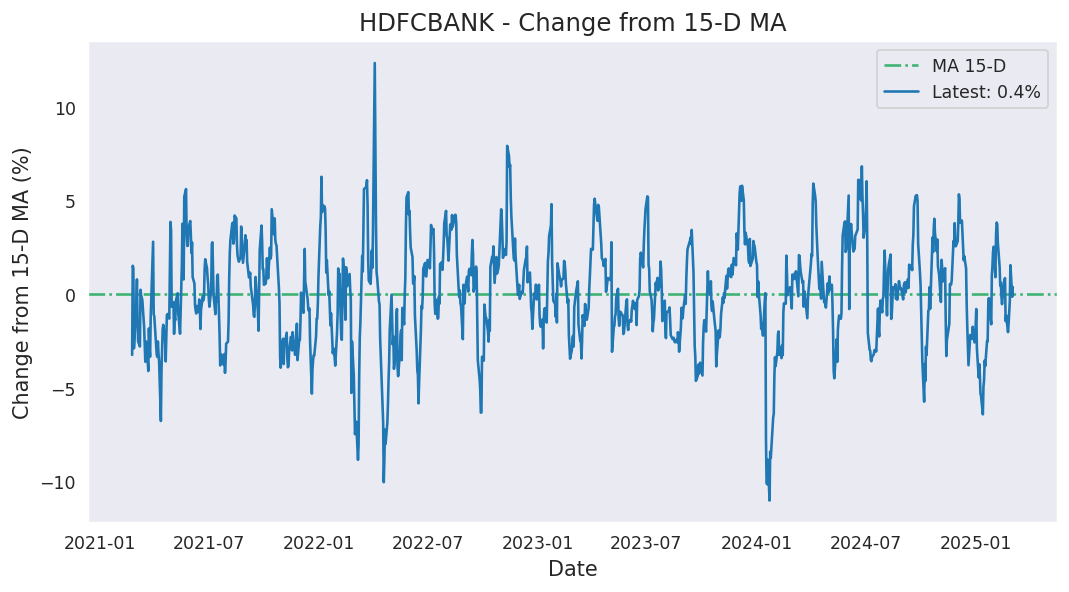 HDFCBANK - Change from 15-D MA
MA 15-D
Latest: 0.4%
Change from 15-D MA (%)
10
5
0
−5
−10
2021-01 2021-07 2022-01 2022-07 2023-01 2023-07 2024-01 2024-07 2025-01
Date